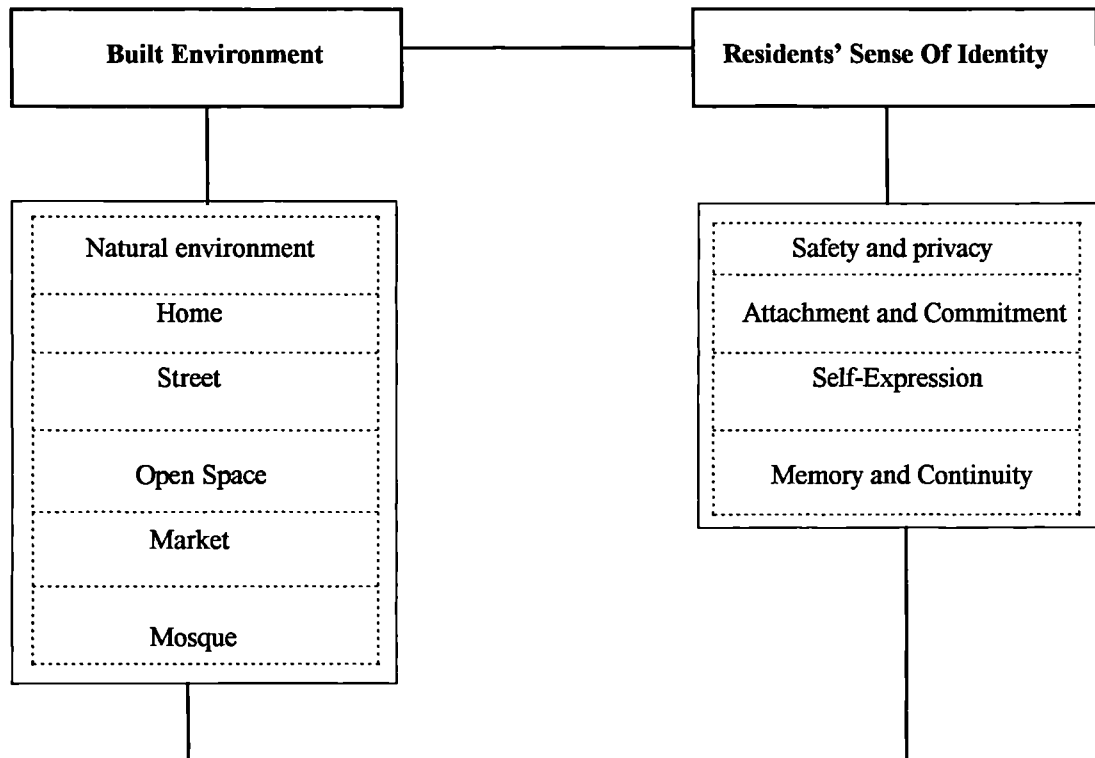 Built Environment
Residents' Sense Of Identity
Natural environment
Home
Street
Open Space
Market
Mosque
Safety and privacy
Attachment and Commitment
Self-Expression
Memory and Continuity